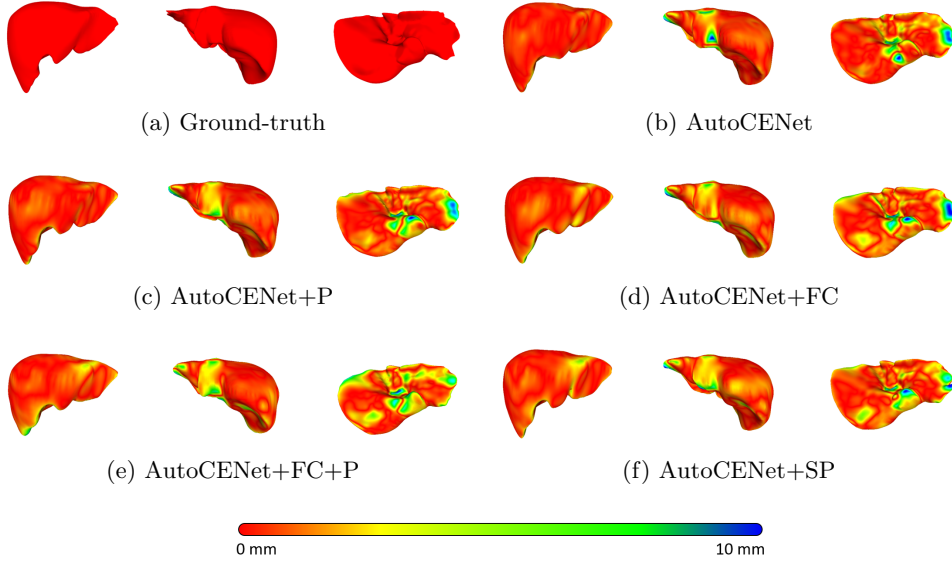 (a) Ground-truth
(b) AutoCENet
(c) AutoCENet+P
(d) AutoCENet+FC
(e) AutoCENet+FC+P
(f) AutoCENet+SP
0 mm
10 mm